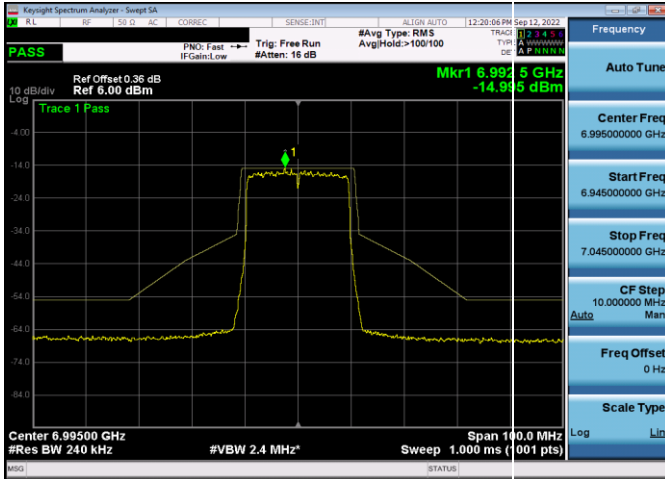 Keysight Spectrum Analyzer - Swept SA
RL RF 50 Ω AC CORREC SENSE:INT ALIGN AUTO 12:20:06 PM Sep 12, 2022
#Avg Type: RMS
TRACE 1 2 3 4 5 6
PNO: Fast Trig: Free Run Avg|Hold:>100/100
TYPE A WWWWW
IFGain:Low #Atten: 16 dB
DET A P N N N N
PASS
Ref Offset 0.36 dB
Mkr1 6.992 5 GHz
10 dB/div Ref 6.00 dBm
-14.995 dBm
Log
Trace 1 Pass
1
-4.00
-14.0
-24.0
-34.0
-44.0
-54.0
-64.0
-74.0
-84.0
Center 6.99500 GHz
Span 100.0 MHz
#Res BW 240 kHz
#VBW 2.4 MHz*
Sweep 1.000 ms (1001 pts)
MSG
STATUS
Frequency
Auto Tune
Center Freq
6.995000000 GHz
Start Freq
6.945000000 GHz
Stop Freq
7.045000000 GHz
CF Step
10.000000 MHz
Auto Man
Freq Offset
0 Hz
Scale Type
Log Lin